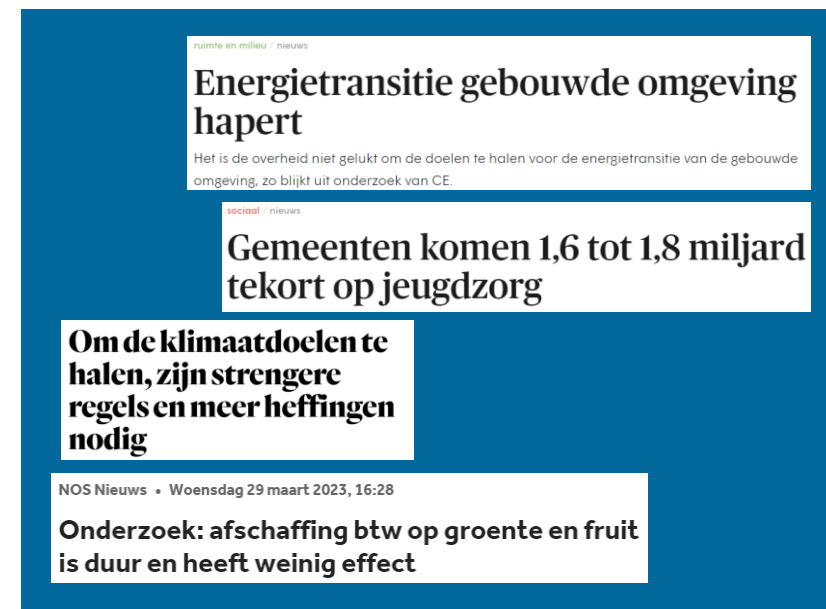 ruimte en milieu / nieuws
Energietransitie gebouwde omgeving
hapert
Het is de overheid niet gelukt om de doelen te halen voor de energietransitie van de gebouwde
omgeving, zo blijkt uit onderzoek van CE.
sociaal / nieuws
Gemeenten komen 1,6 tot 1,8 miljard
tekort op jeugdzorg
Om de klimaatdoelen te
halen, zijn strengere
regels en meer heffingen
nodig
NOS Nieuws • Woensdag 29 maart 2023, 16:28
Onderzoek: afschaffing btw op groente en fruit
is duur en heeft weinig effect